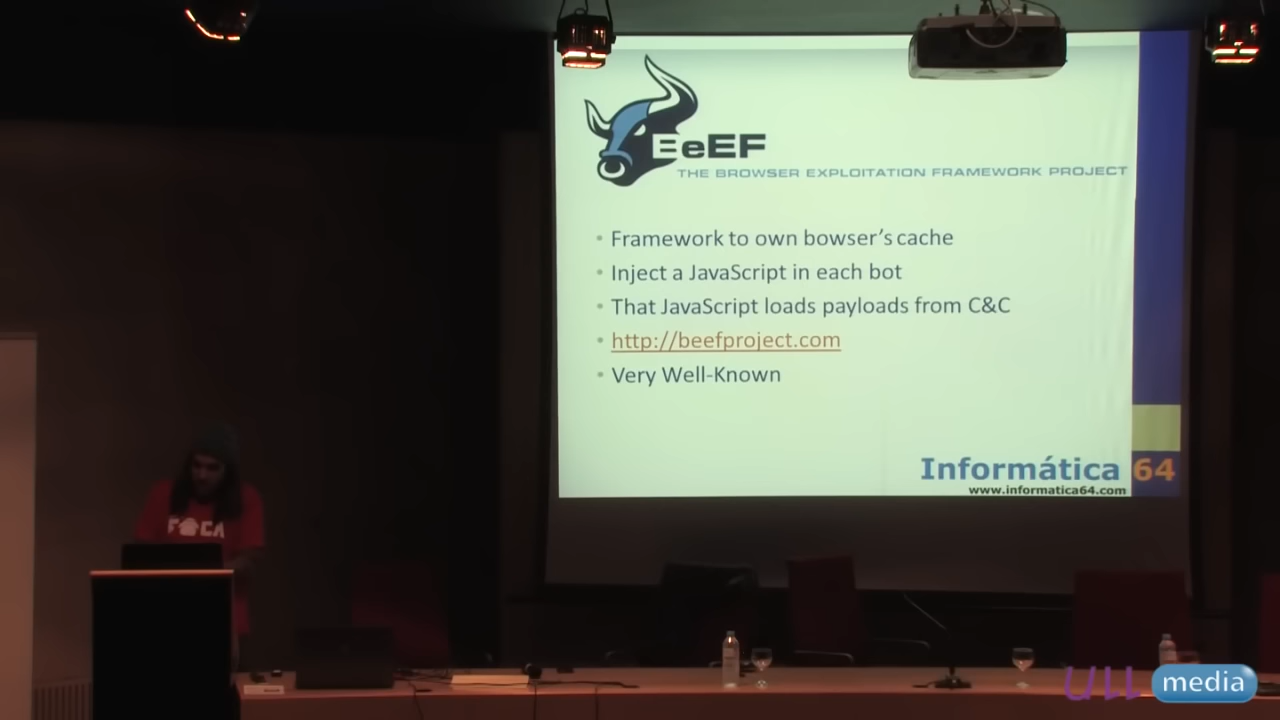 BeEF
THE BROWSER EXPLOITATION FRAMEWORK PROJECT
Framework to own bowser's cache
Inject a JavaScript in each bot
That JavaScript loads payloads from C&C
http://beefproject.com
Very Well-Known
Informática 64
www.informatica64.com
FOCA
ULL media